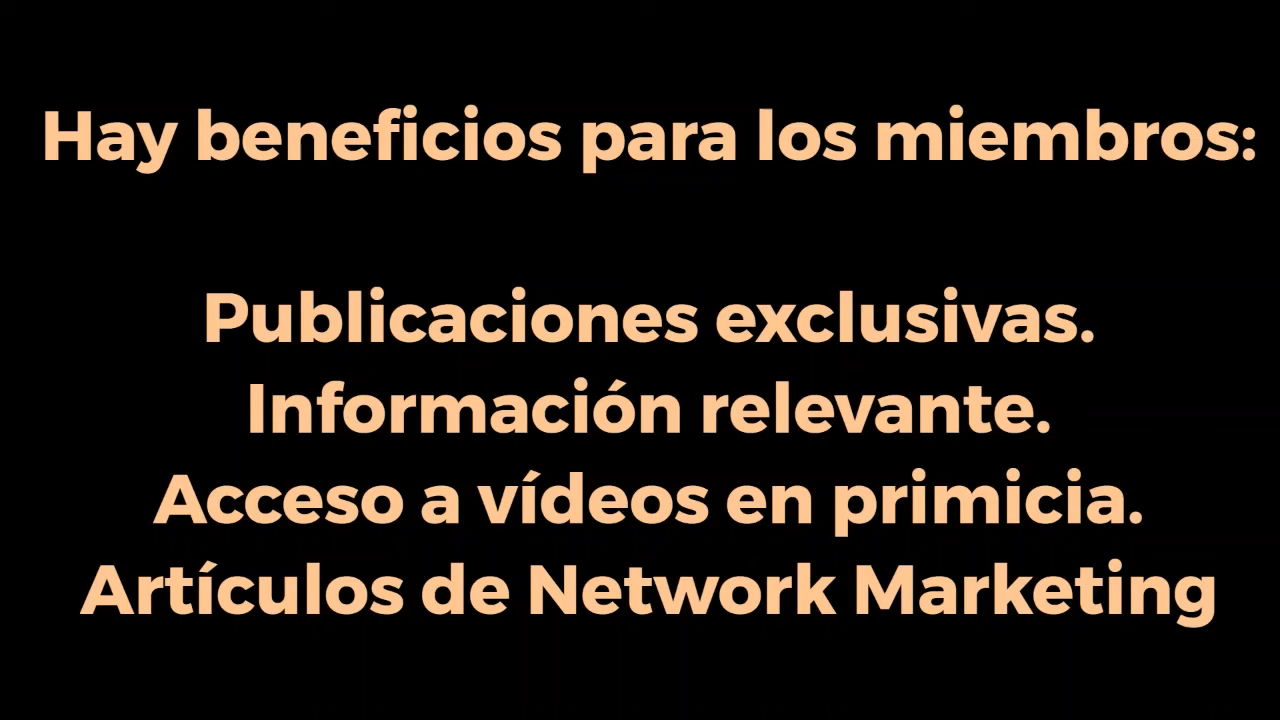 Hay beneficios para los miembros:
Publicaciones exclusivas.
Información relevante.
Acceso a vídeos en primicia.
Artículos de Network Marketing